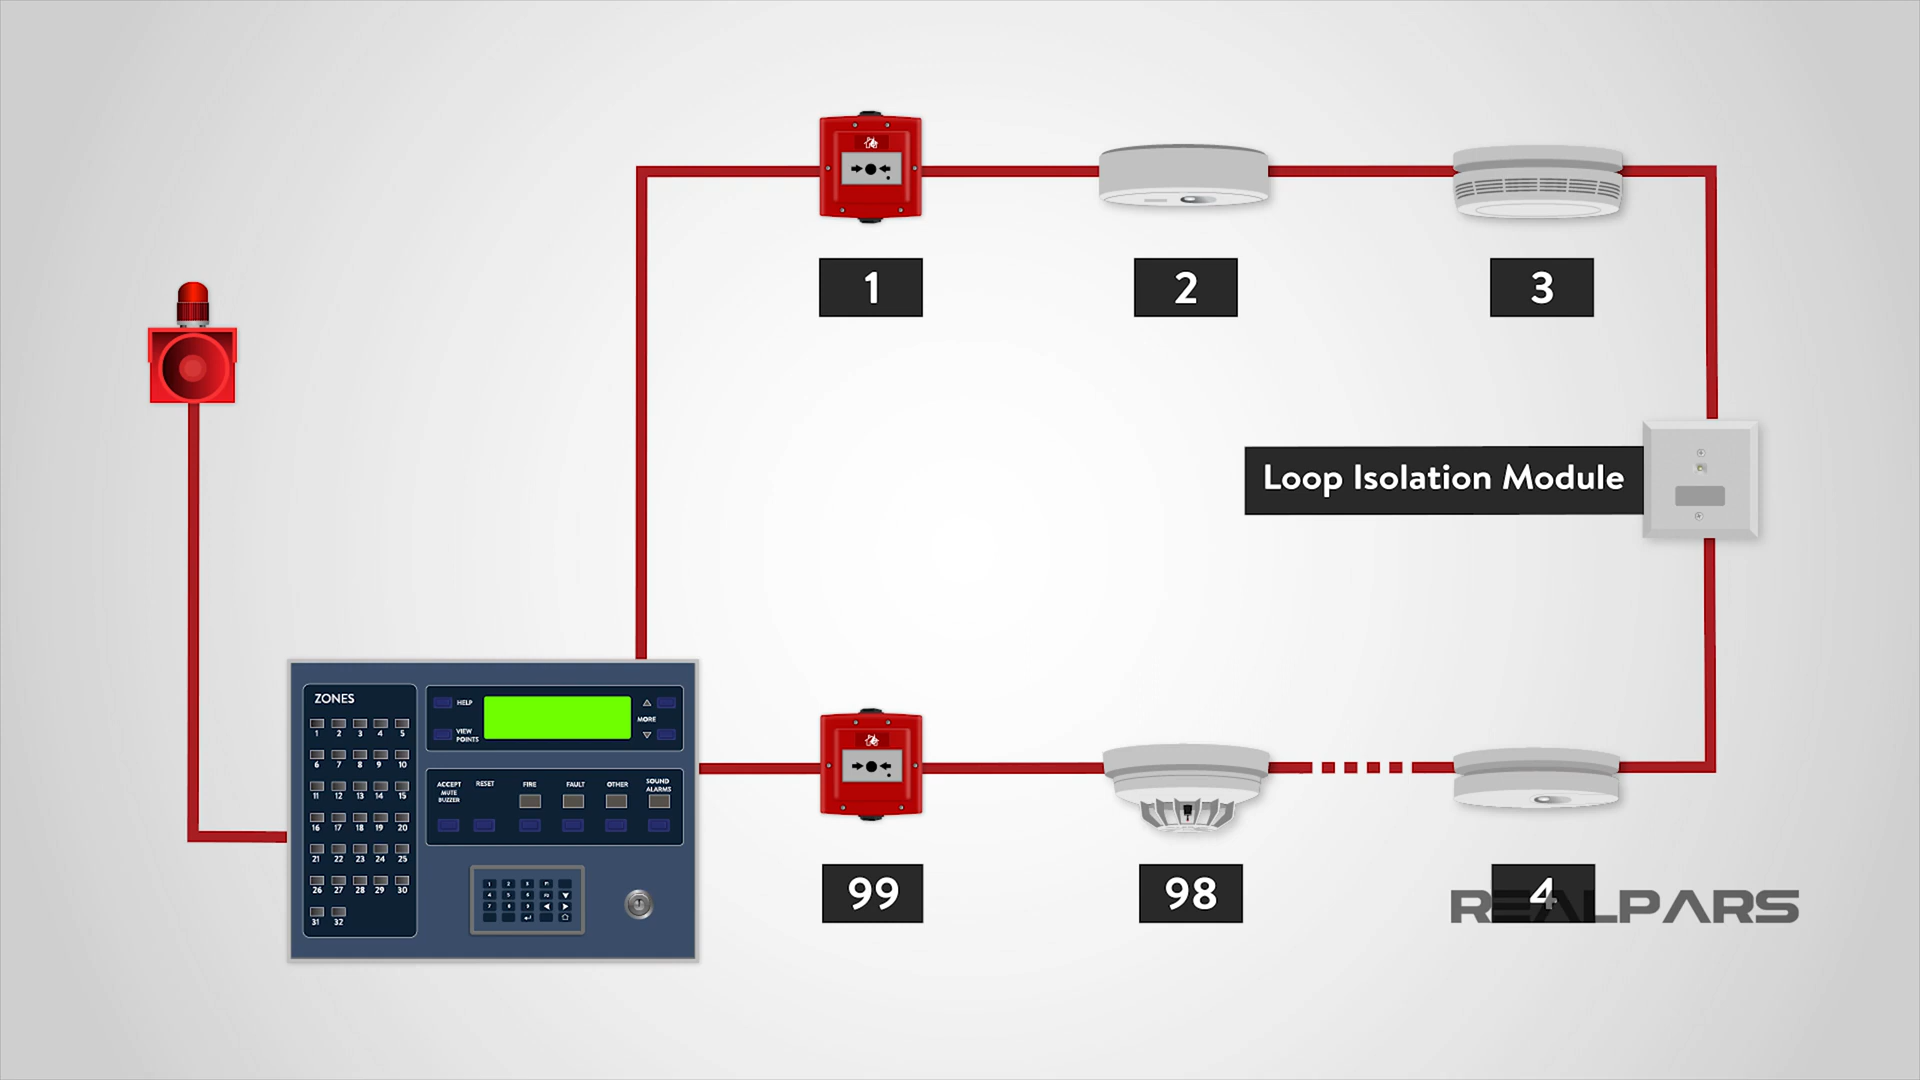 1
2
3
Loop Isolation Module
ZONES
1 2 3 4 5
6 7 8 9 10
11 12 13 14 15
16 17 18 19 20
21 22 23 24 25
26 27 28 29 30
31 32
HELP
VIEW
POINTS
MORE
ACCEPT
MUTE
BUZZER
RESET
FIRE
FAULT
OTHER
SOUND
ALARMS
99
98
4
REALPARS